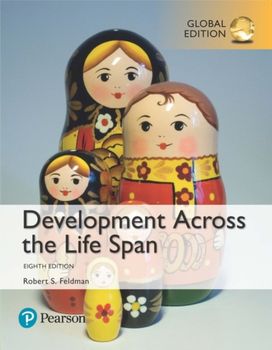 GLOBAL
EDITION
Development Across
the Life Span
EIGHTH EDITION
Robert S. Feldman
Pearson